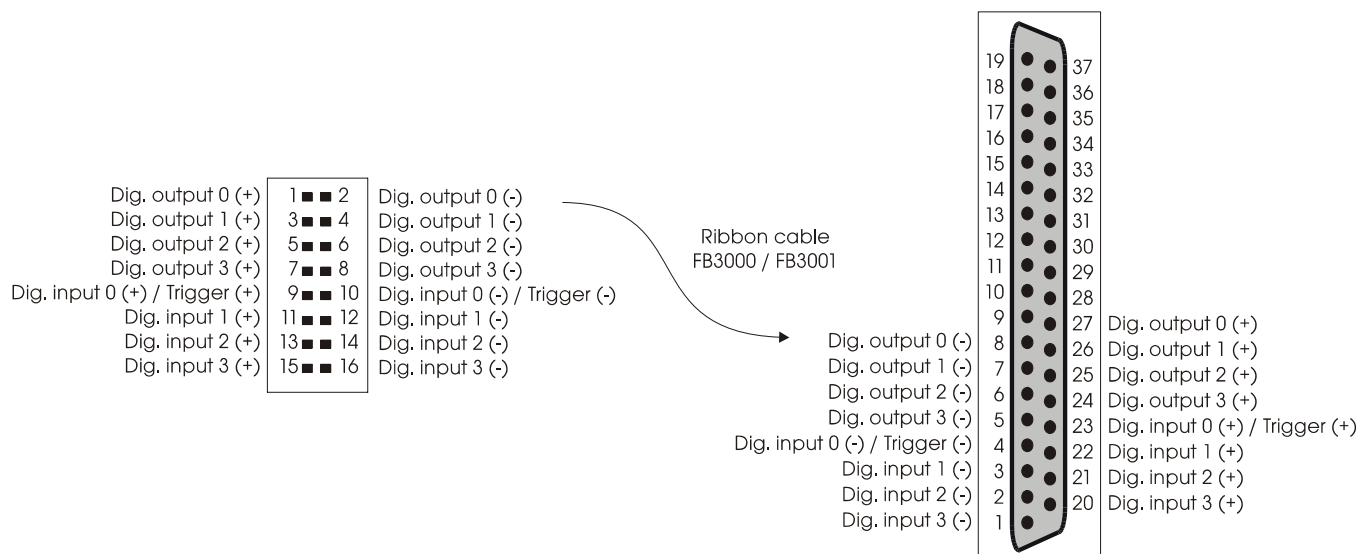 Dig. output 0 (+) 1 2 Dig. output 0 (-)
Dig. output 1 (+) 3 4 Dig. output 1 (-)
Dig. output 2 (+) 5 6 Dig. output 2 (-)
Dig. output 3 (+) 7 8 Dig. output 3 (-)
Dig. input 0 (+) / Trigger (+) 9 10 Dig. input 0 (-) / Trigger (-)
Dig. input 1 (+) 11 12 Dig. input 1 (-)
Dig. input 2 (+) 13 14 Dig. input 2 (-)
Dig. input 3 (+) 15 16 Dig. input 3 (-)
Ribbon cable
FB3000 / FB3001
19 37
18 36
17 35
16 34
15 33
14 32
13 31
12 30
11 29
10 28
9 27 Dig. output 0 (+)
Dig. output 0 (-) 8 26 Dig. output 1 (+)
Dig. output 1 (-) 7 25 Dig. output 2 (+)
Dig. output 2 (-) 6 24 Dig. output 3 (+)
Dig. output 3 (-) 5 23 Dig. input 0 (+) / Trigger (+)
Dig. input 0 (-) / Trigger (-) 4 22 Dig. input 1 (+)
Dig. input 1 (-) 3 21 Dig. input 2 (+)
Dig. input 2 (-) 2 20 Dig. input 3 (+)
Dig. input 3 (-) 1